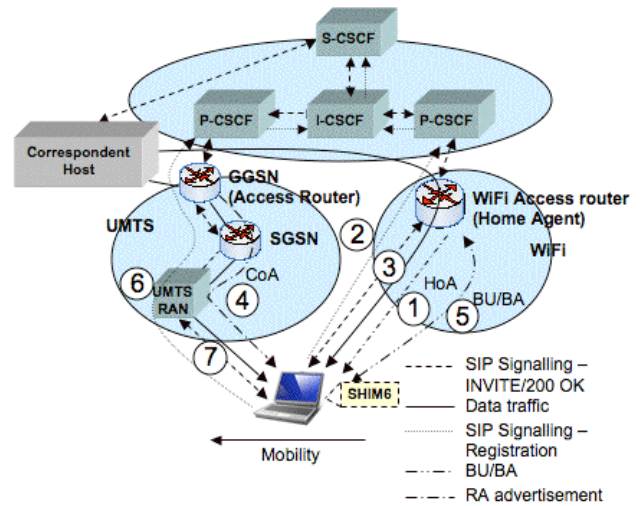 S-CSCF
P-CSCF
I-CSCF
P-CSCF
Correspondent
Host
GGSN
(Access Router)
WiFi Access router
(Home Agent)
UMTS
SGSN
WiFi
2
3
CoA
HoA
6
UMTS
RAN
4
1
5
BU/BA
7
SHIM6
Mobility
SIP Signalling –
INVITE/200 OK
Data traffic
SIP Signalling –
Registration
BU/BA
RA advertisement